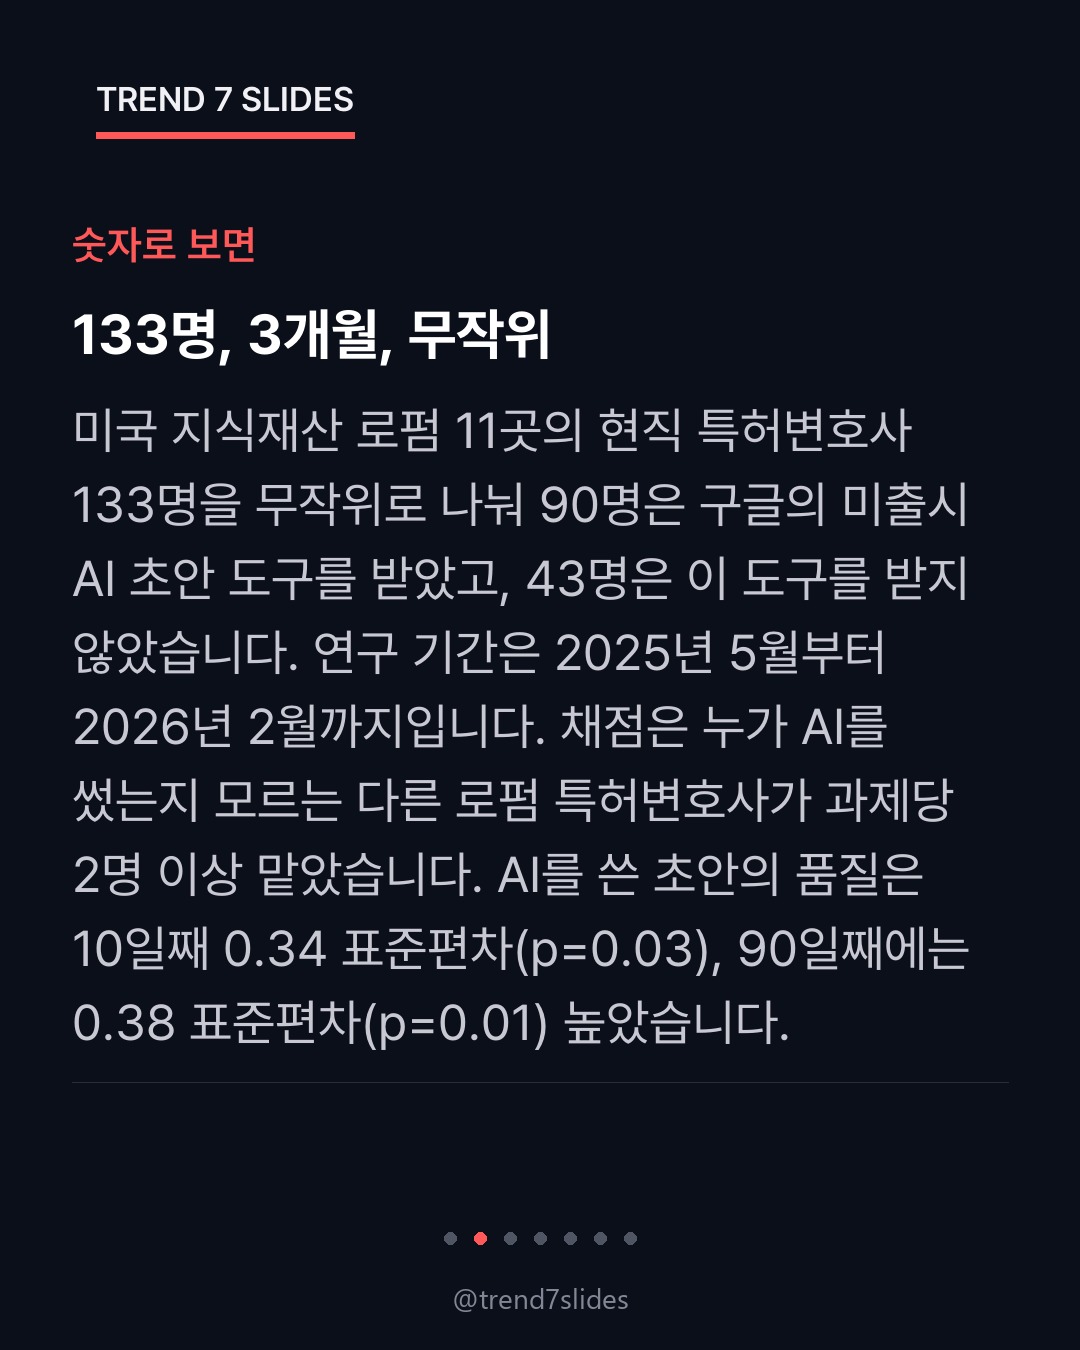 TREND 7 SLIDES
숫자로 보면
133명, 3개월, 무작위
미국 지식재산 로펌 11곳의 현직 특허변호사
133명을 무작위로 나눠 90명은 구글의 미출시
AI 초안 도구를 받았고, 43명은 이 도구를 받지
않았습니다. 연구 기간은 2025년 5월부터
2026년 2월까지입니다. 채점은 누가 AI를
썼는지 모르는 다른 로펌 특허변호사가 과제당
2명 이상 맡았습니다. AI를 쓴 초안의 품질은
10일째 0.34 표준편차(p=0.03), 90일째에는
0.38 표준편차(p=0.01) 높았습니다.
@trend7slides